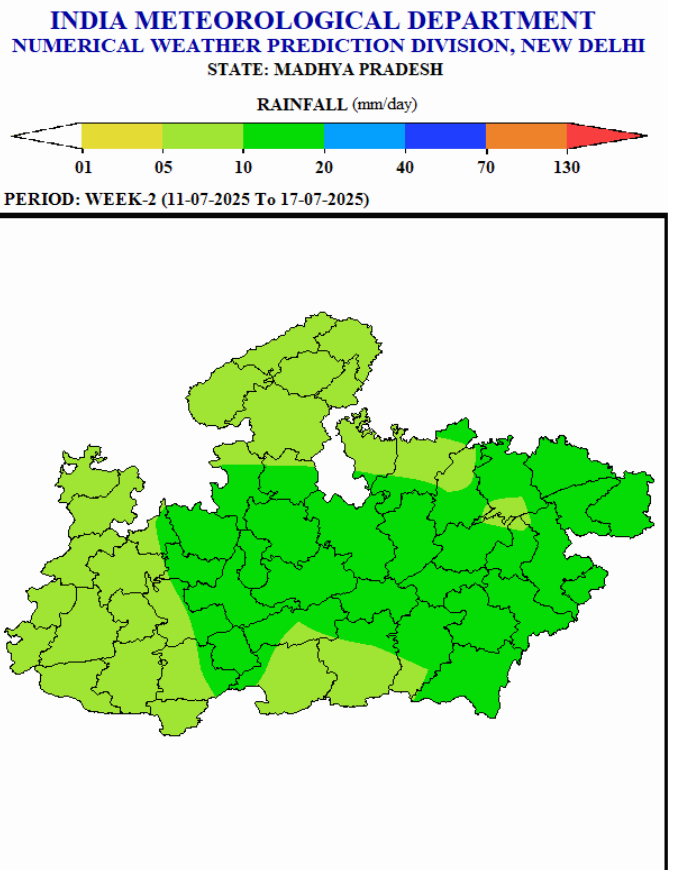 INDIA METEOROLOGICAL DEPARTMENT
NUMERICAL WEATHER PREDICTION DIVISION, NEW DELHI
STATE: MADHYA PRADESH
RAINFALL (mm/day)
01 05 10 20 40 70 130
PERIOD: WEEK-2 (11-07-2025 To 17-07-2025)